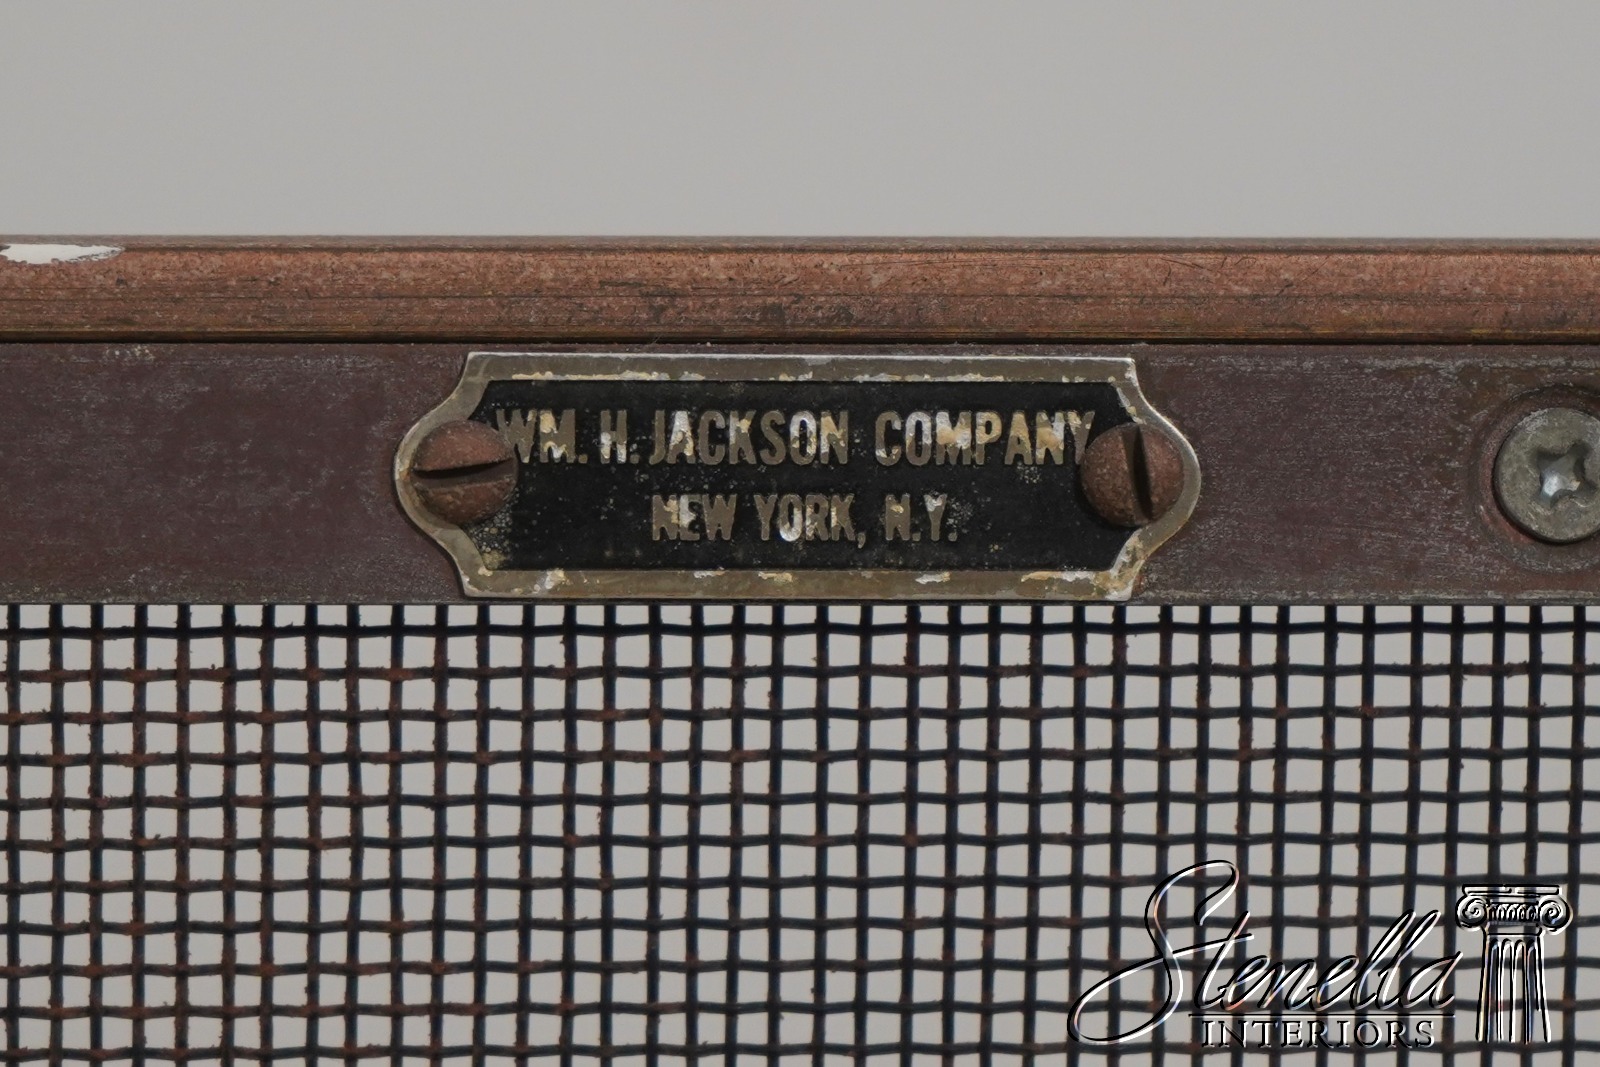 WM. H. JACKSON COMPANY
NEW YORK, N.Y.
Stenella
INTERIORS